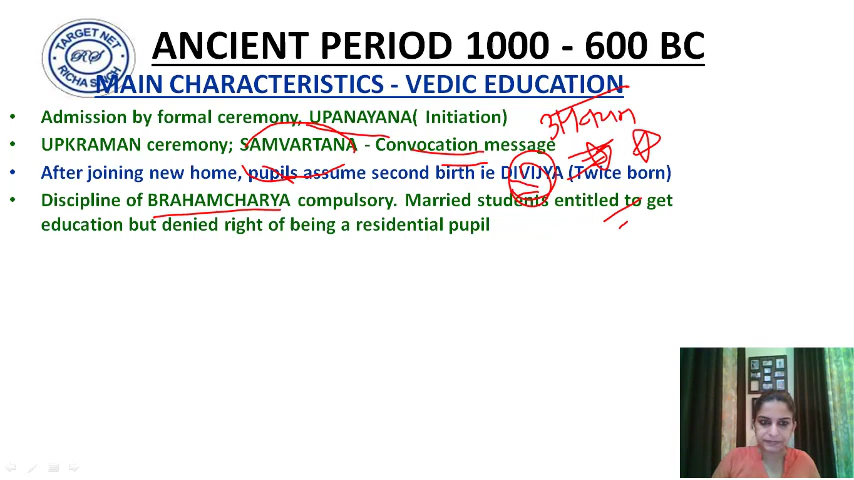 TARGET NET
RS
RICHA SINGH
ANCIENT PERIOD 1000 - 600 BC
MAIN CHARACTERISTICS - VEDIC EDUCATION
• Admission by formal ceremony, UPANAYANA( Initiation)
उपनयन
• UPKRAMAN ceremony; SAMVARTANA - Convocation message
• After joining new home, pupils assume second birth ie DIVIJYA (Twice born)
• Discipline of BRAHAMCHARYA compulsory. Married students entitled to get
education but denied right of being a residential pupil